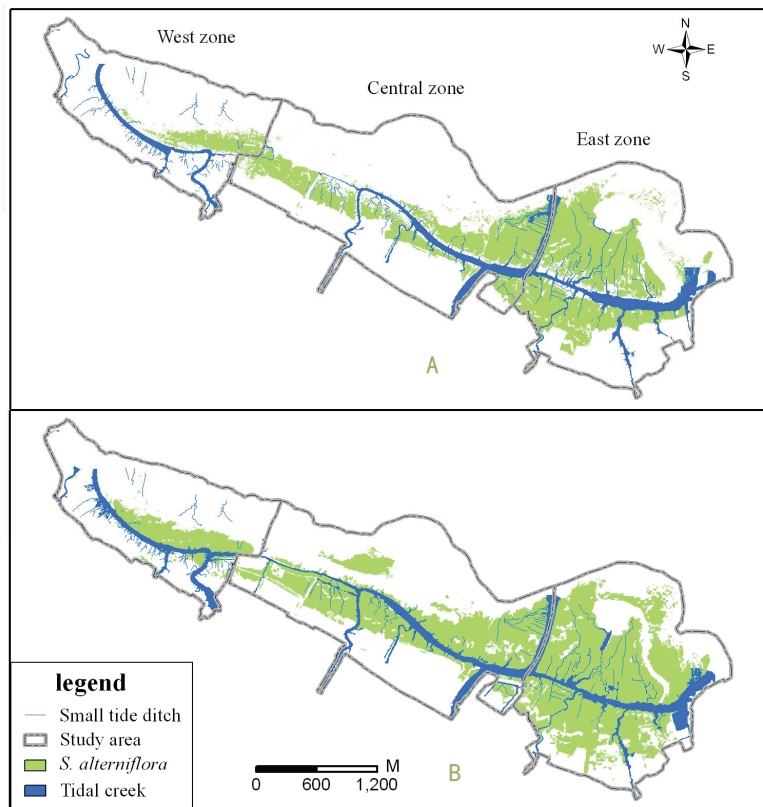 West zone
Central zone
East zone
N
W E
S
A
legend
Small tide ditch
Study area
S. alterniflora
Tidal creek
M
0 600 1,200
B